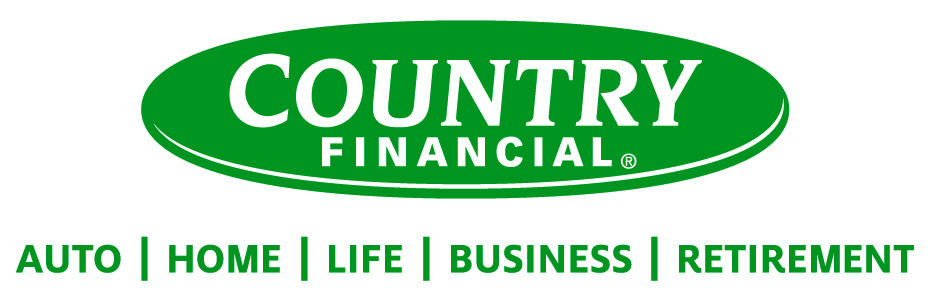 COUNTRY
FINANCIAL®
AUTO | HOME | LIFE | BUSINESS | RETIREMENT